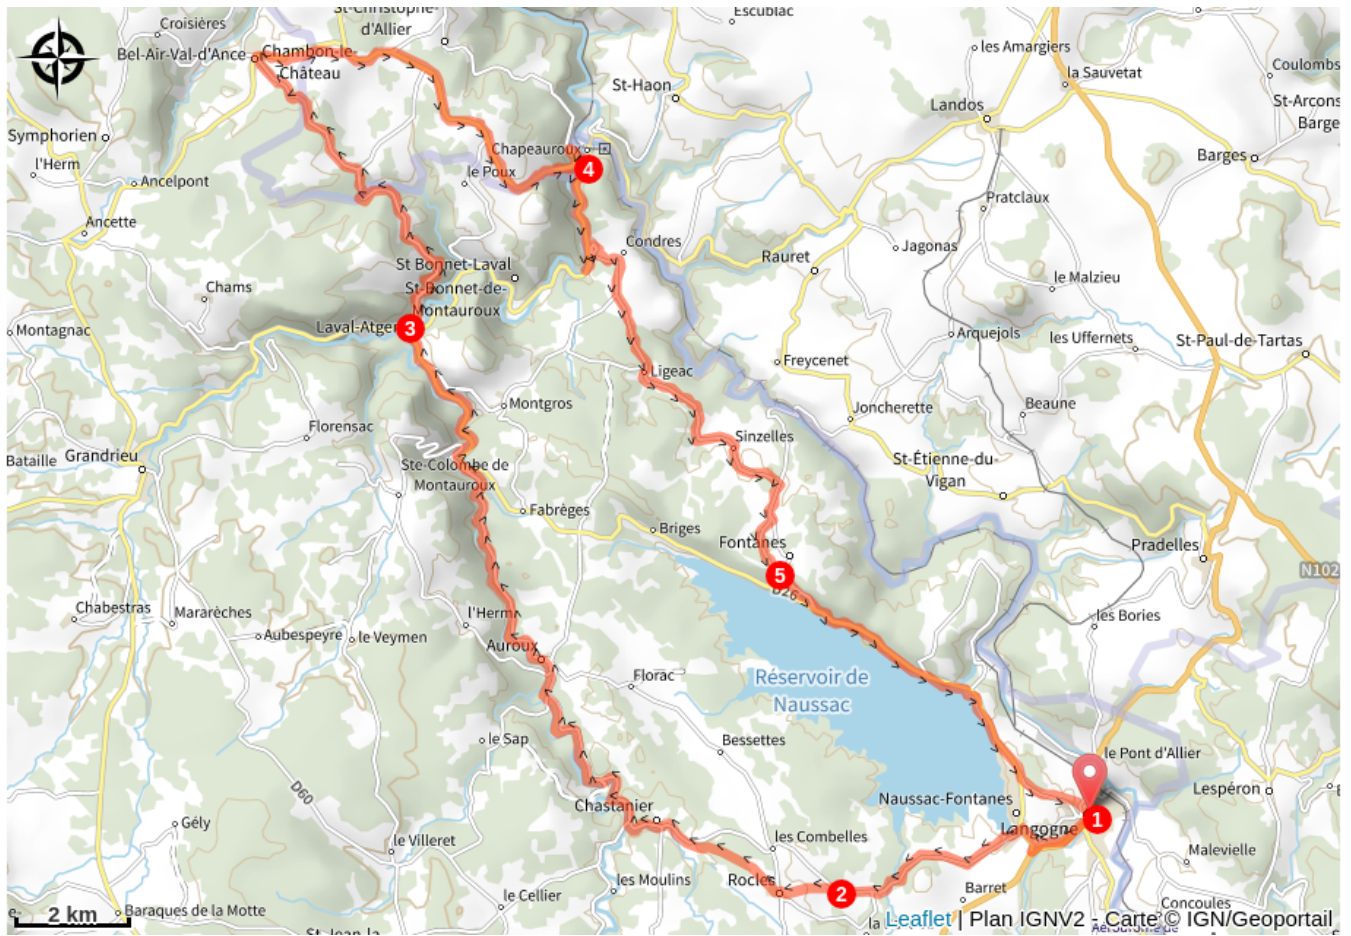 St-Christophe-
d'Allier
Escublac
Croisières
Bel-Air-Val-d'Ance
Chambon-le-
Château
les Amargiers
la Sauvetat
Coulombs
St-Haon
Landos
St-Arcons
Barge
Symphorien
l'Herm
Chapeauroux
4
le Poux
Barges
Ancelpont
Pratclaux
Ancette
Condres
Jagonas
Rauret
St Bonnet-Laval
le Malzieu
Chams
St-Bonnet-de-
Montauroux
Montagnac
Laval-Atger
3
Arquejols
les Uffernets
St-Paul-de-Tartas
Freycenet
Ligeac
Montgros
Joncherette
Beaune
Florensac
Sinzelles
Bataille
Grandrieu
Ste-Colombe de
Montauroux
St-Étienne-du-
Vigan
Fabrèges
Briges
Fontanes
Pradelles
5
D26
N102
Chabestras
Mararèches
l'Herm
les Bories
Aubespeyre
le Veymen
Auroux
Florac
Réservoir de
Naussac
le Sap
Bessettes
le Pont d'Allier
D60
Chastanier
Naussac-Fontanes
Lespéron
Gély
Langogne
1
le Villeret
les Combelles
Malevielle
les Moulins
Rocles
2
Barret
le Cellier
Concoules
2 km
Baraques de la Motte
St-Jean-la
la
Leaflet | Plan IGNV2 - Carte © IGN/Geoportail
Aérodrome de